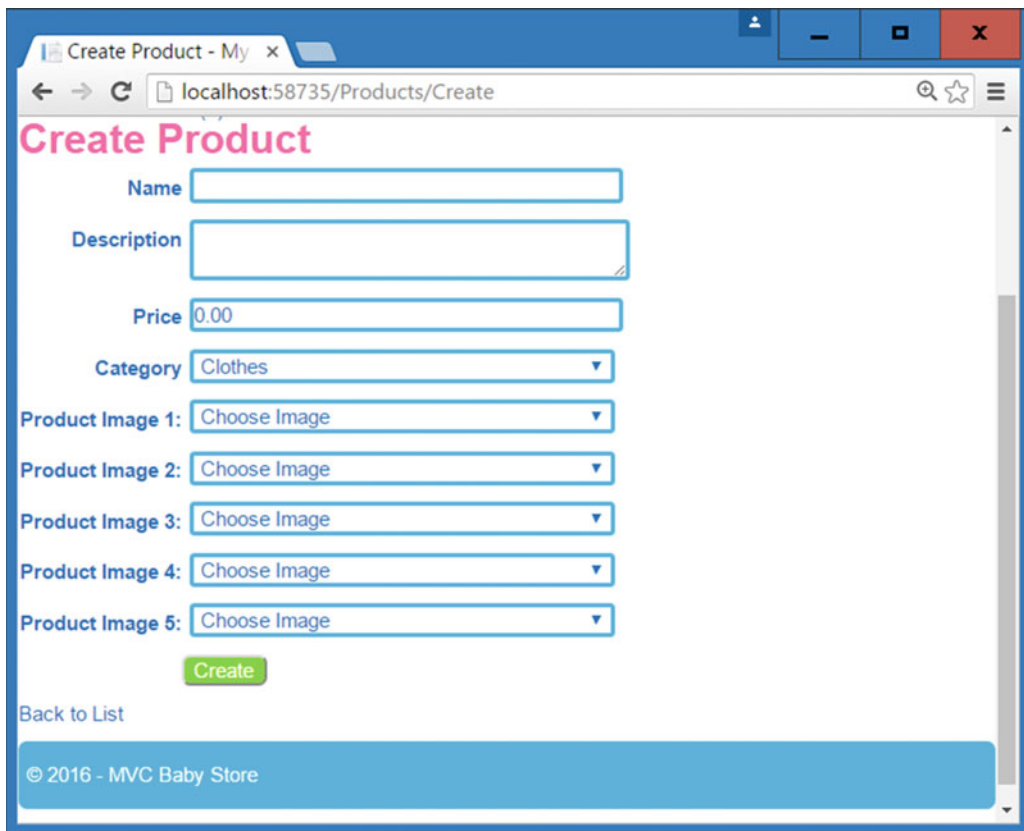 Create Product - My
localhost:58735/Products/Create
Create Product
Name
Description
Price 0.00
Category Clothes
Product Image 1: Choose Image
Product Image 2: Choose Image
Product Image 3: Choose Image
Product Image 4: Choose Image
Product Image 5: Choose Image
Create
Back to List
© 2016 - MVC Baby Store